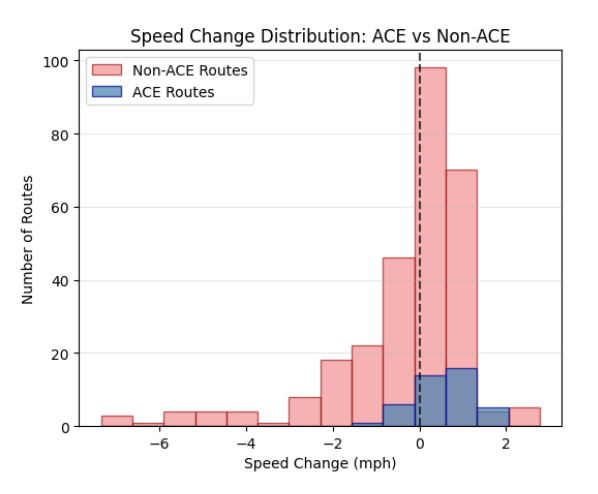 Speed Change Distribution: ACE vs Non-ACE
Non-ACE Routes
ACE Routes
100
80
60
40
20
0
Number of Routes
−6
−4
−2
0
2
Speed Change (mph)